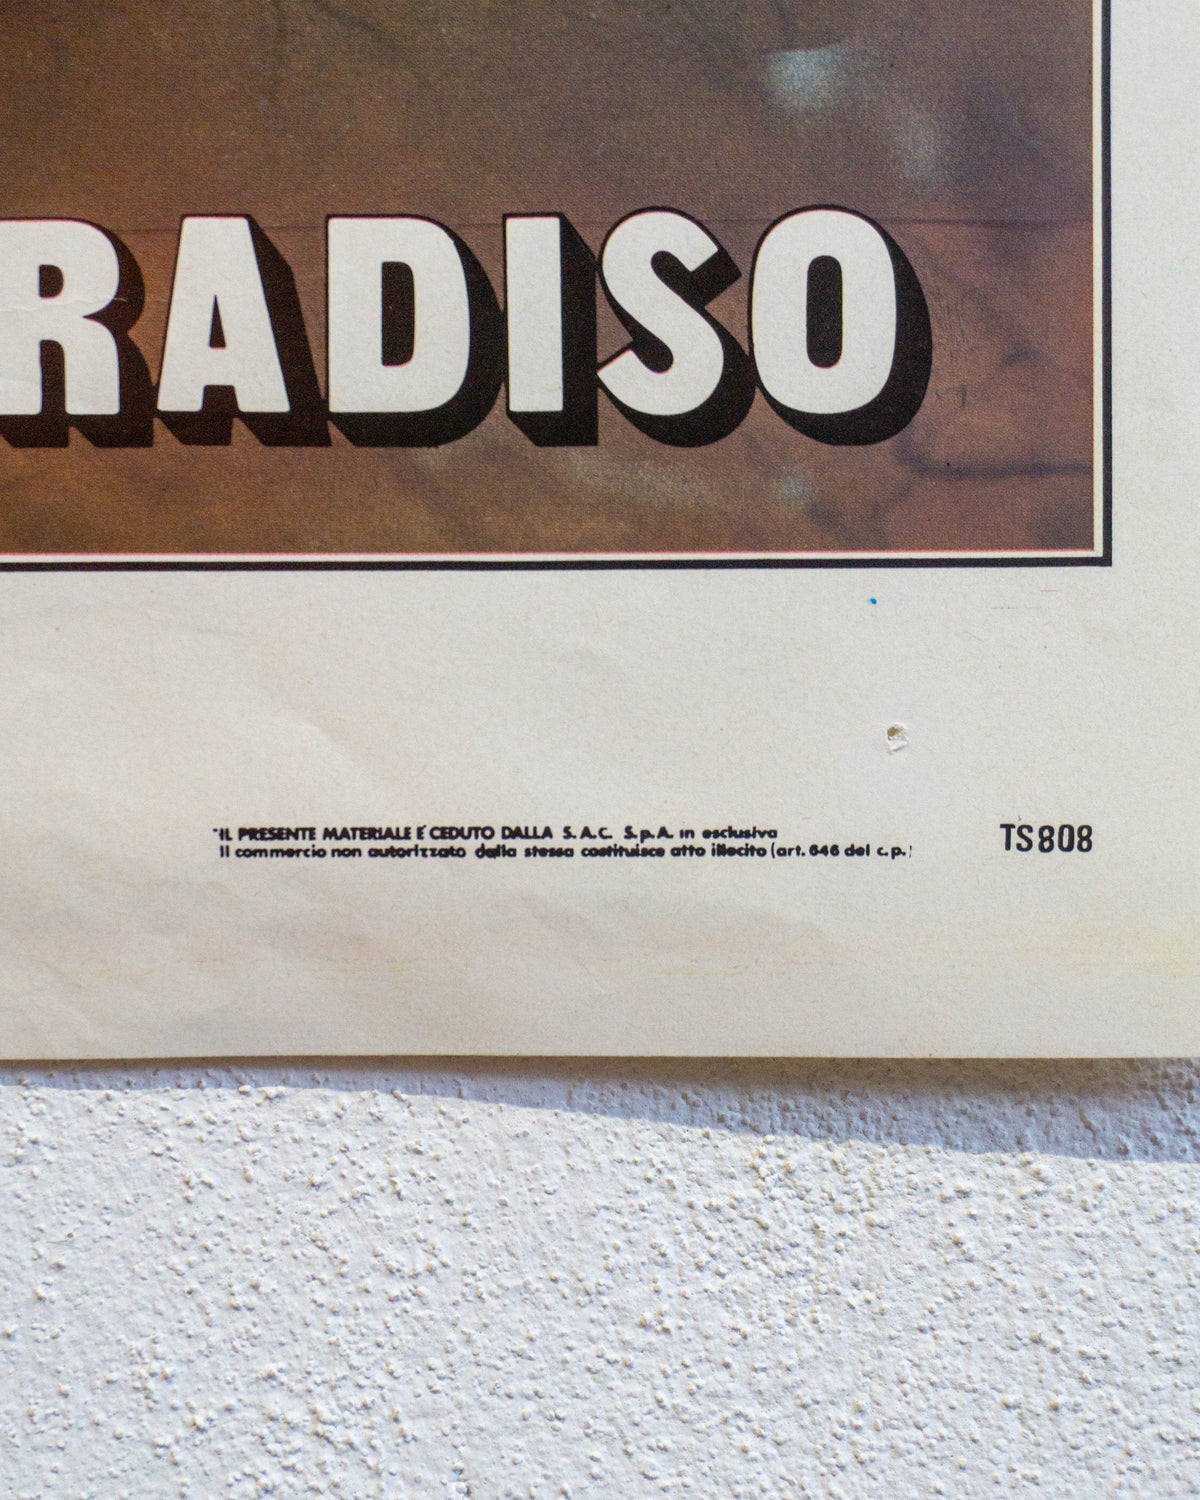 RADISO
"IL PRESENTE MATERIALE E' CEDUTO DALLA S.A.C. S.p.A. in esclusiva
Il commercio non autorizzato della stessa costituisce atto illecito (art. 646 del c.p.)
TS808